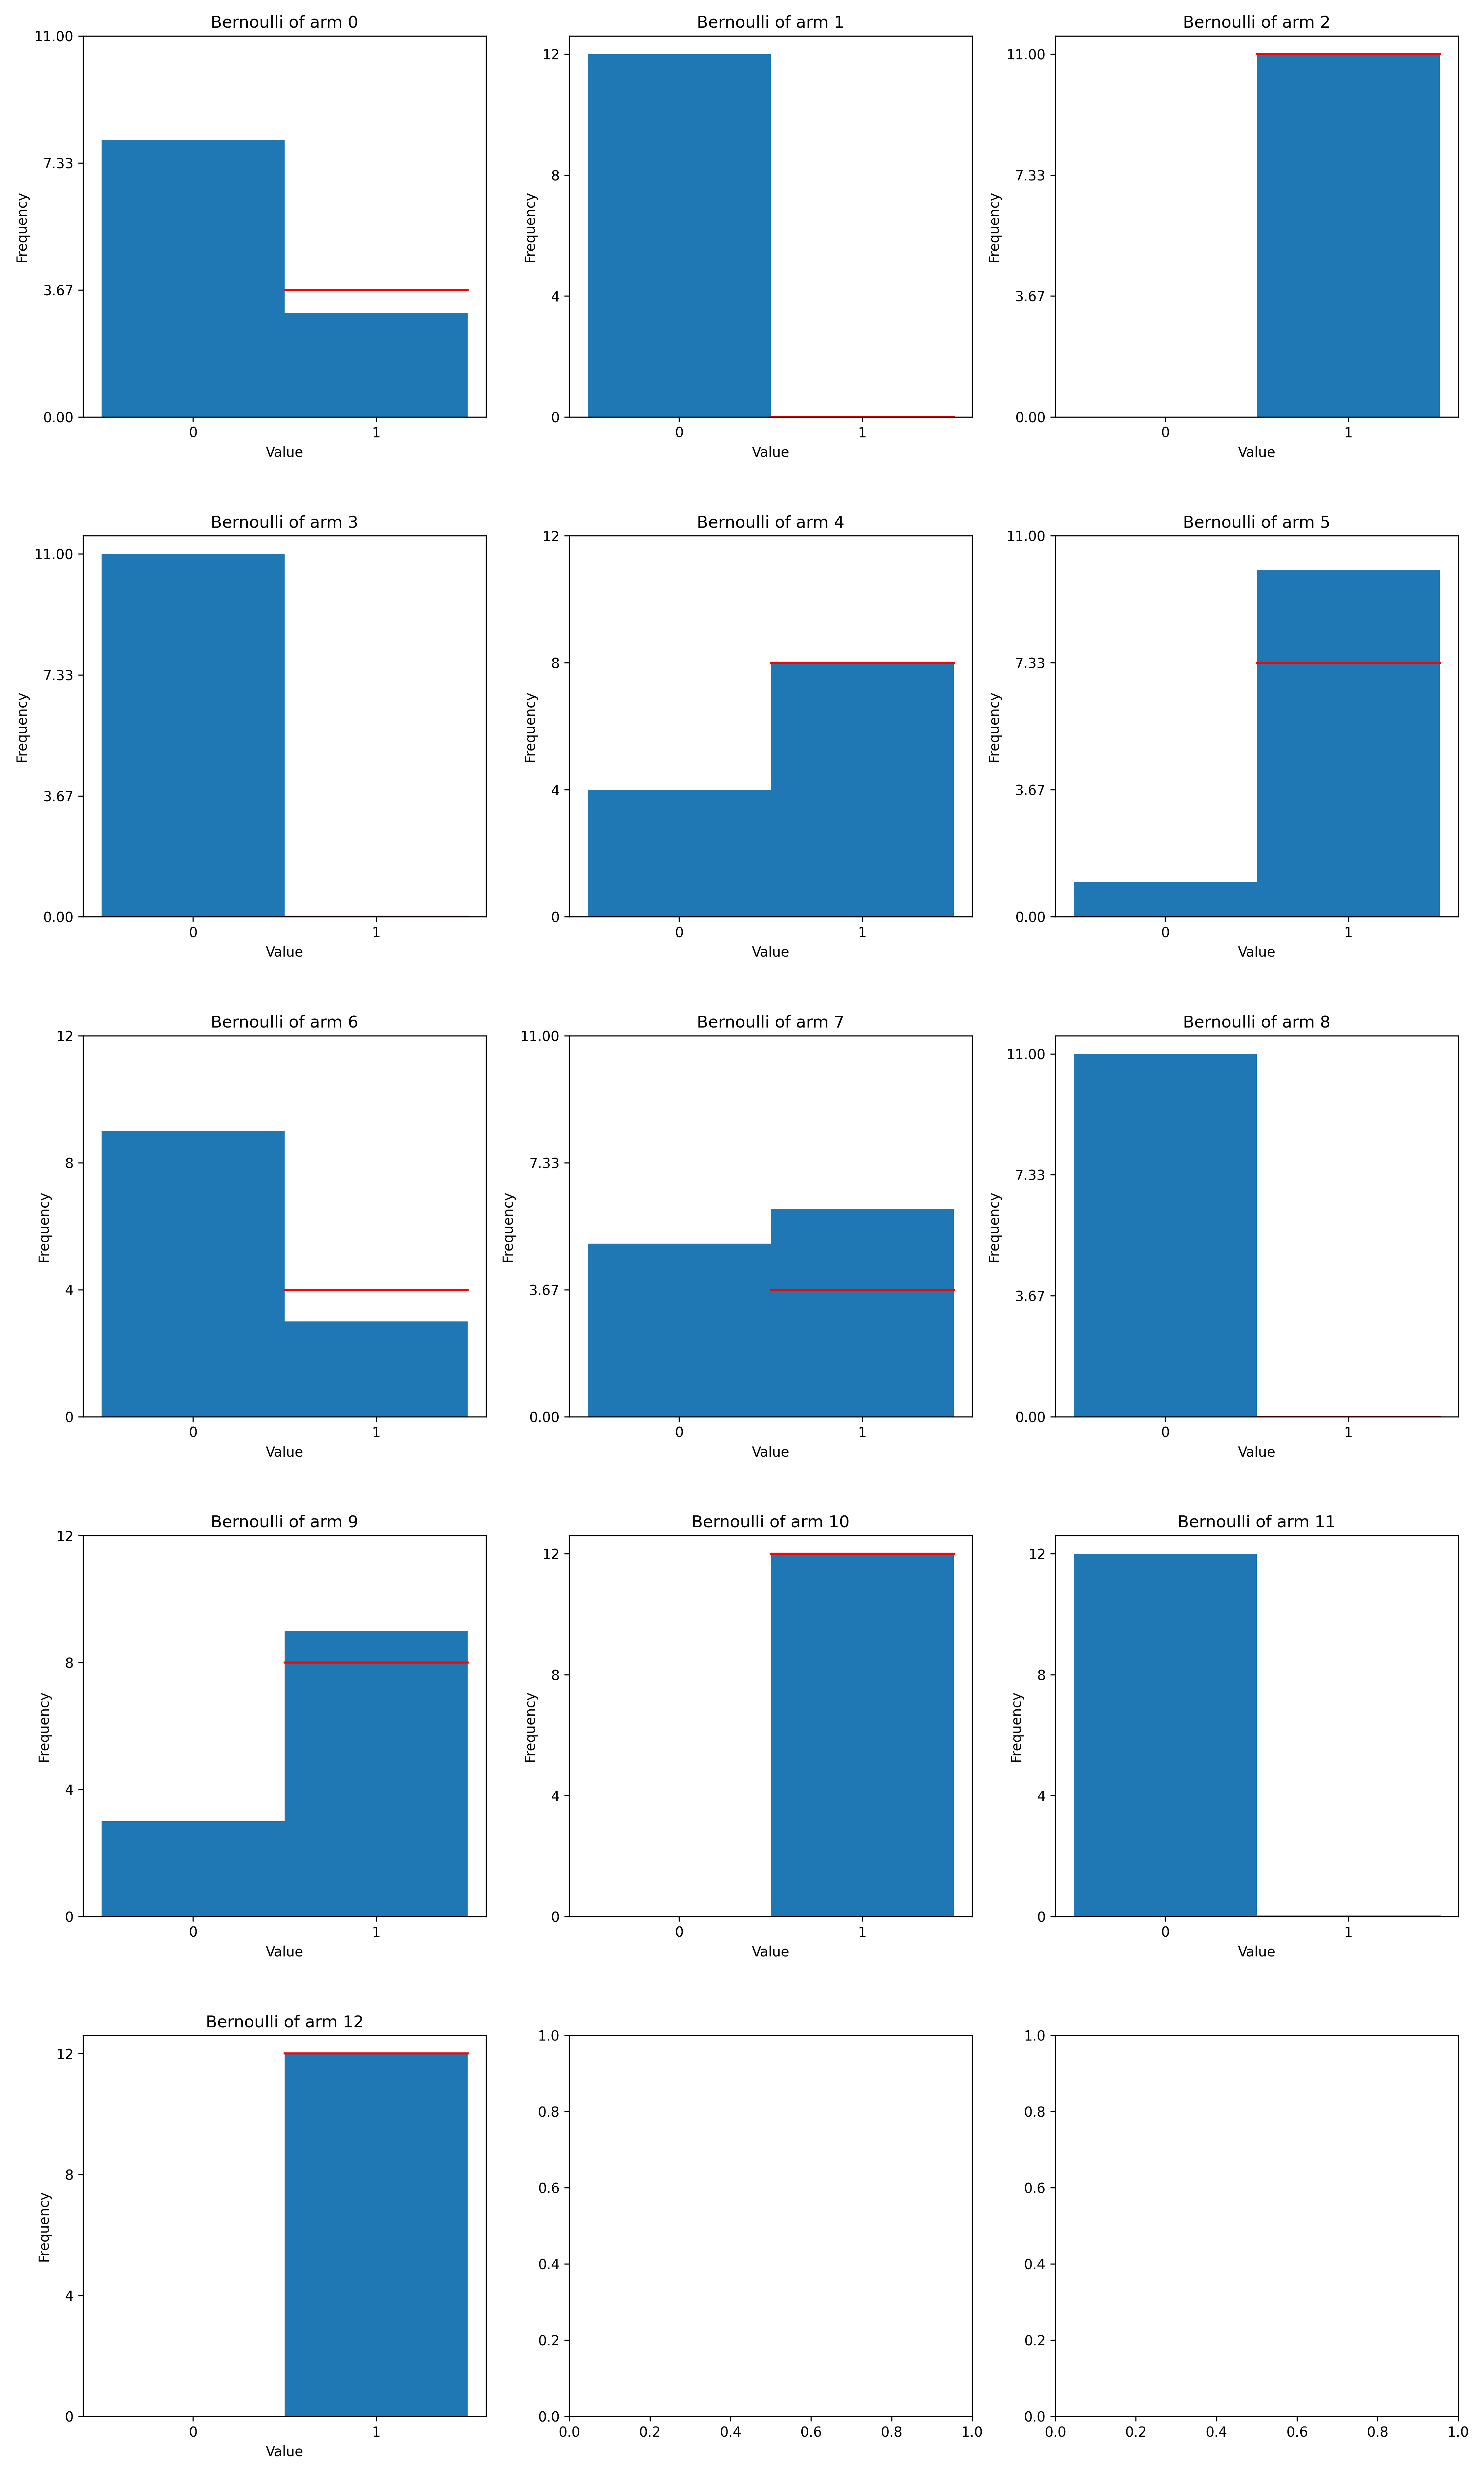 Bernoulli of arm 0
11.00
7.33
3.67
0.00
Frequency
0 1
Value
Bernoulli of arm 1
12
8
4
0
Frequency
0 1
Value
Bernoulli of arm 2
11.00
7.33
3.67
0.00
Frequency
0 1
Value
Bernoulli of arm 3
11.00
7.33
3.67
0.00
Frequency
0 1
Value
Bernoulli of arm 4
12
8
4
0
Frequency
0 1
Value
Bernoulli of arm 5
11.00
7.33
3.67
0.00
Frequency
0 1
Value
Bernoulli of arm 6
12
8
4
0
Frequency
0 1
Value
Bernoulli of arm 7
11.00
7.33
3.67
0.00
Frequency
0 1
Value
Bernoulli of arm 8
11.00
7.33
3.67
0.00
Frequency
0 1
Value
Bernoulli of arm 9
12
8
4
0
Frequency
0 1
Value
Bernoulli of arm 10
12
8
4
0
Frequency
0 1
Value
Bernoulli of arm 11
12
8
4
0
Frequency
0 1
Value
Bernoulli of arm 12
12
8
4
0
Frequency
0 1
Value
1.0
0.8
0.6
0.4
0.2
0.0
0.0 0.2 0.4 0.6 0.8 1.0
1.0
0.8
0.6
0.4
0.2
0.0
0.0 0.2 0.4 0.6 0.8 1.0